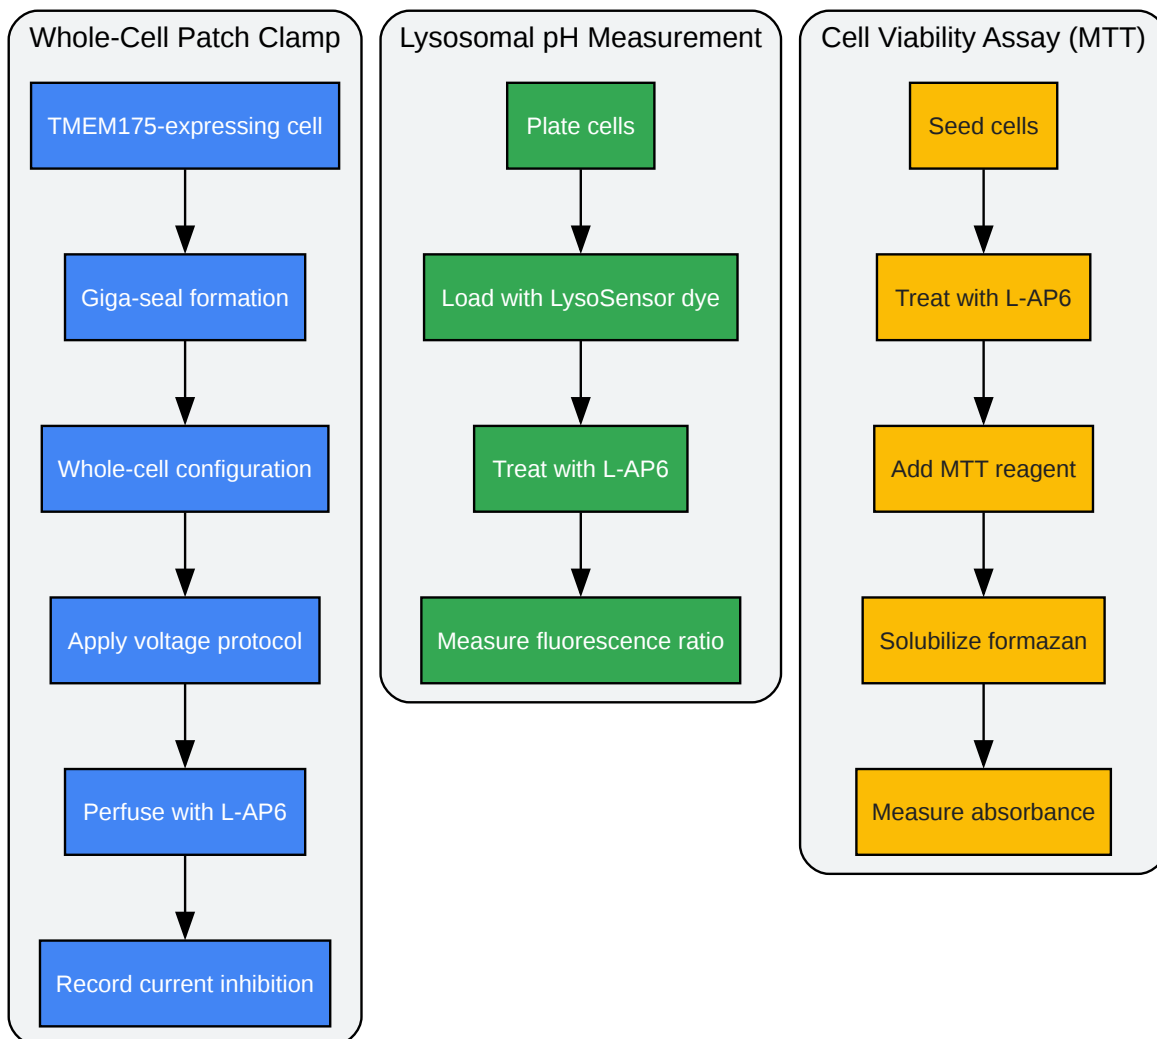 Whole-Cell Patch Clamp
TMEM175-expressing cell
Giga-seal formation
Whole-cell configuration
Apply voltage protocol
Perfuse with L-AP6
Record current inhibition
Lysosomal pH Measurement
Plate cells
Load with LysoSensor dye
Treat with L-AP6
Measure fluorescence ratio
Cell Viability Assay (MTT)
Seed cells
Treat with L-AP6
Add MTT reagent
Solubilize formazan
Measure absorbance